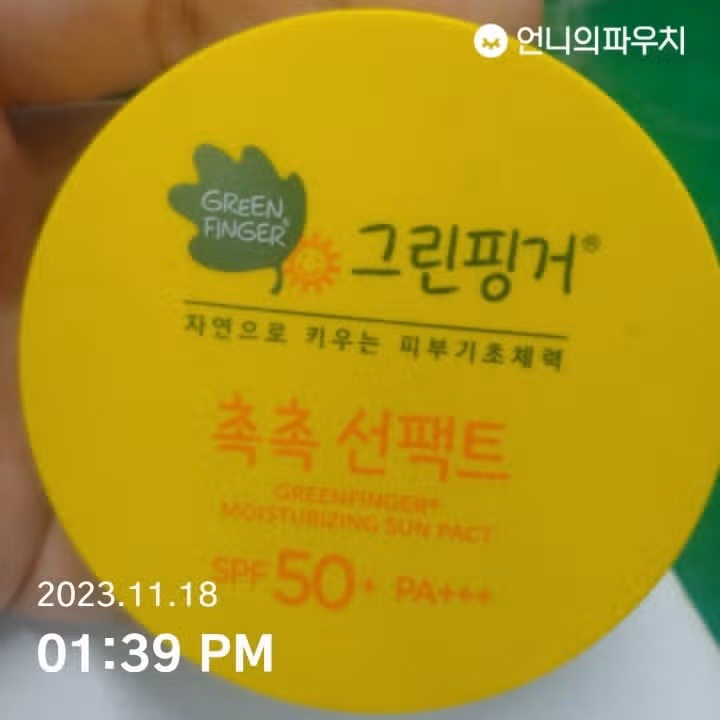 언니의파우치
GREEN
FINGER
그린핑거®
자연으로 키우는 피부기초체력
촉촉 선팩트
GREENFINGER®
MOISTURIZING SUN PACT
SPF 50+ PA+++
2023.11.18
01:39 PM